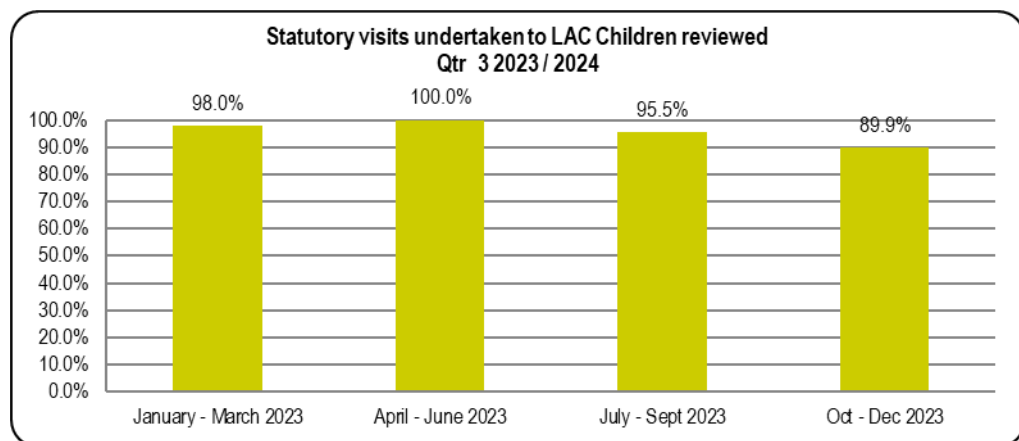 Statutory visits undertaken to LAC Children reviewed
Qtr 3 2023 / 2024
98.0%
100.0%
95.5%
89.9%
100.0%
90.0%
80.0%
70.0%
60.0%
50.0%
40.0%
30.0%
20.0%
10.0%
0.0%
January - March 2023
April - June 2023
July - Sept 2023
Oct - Dec 2023